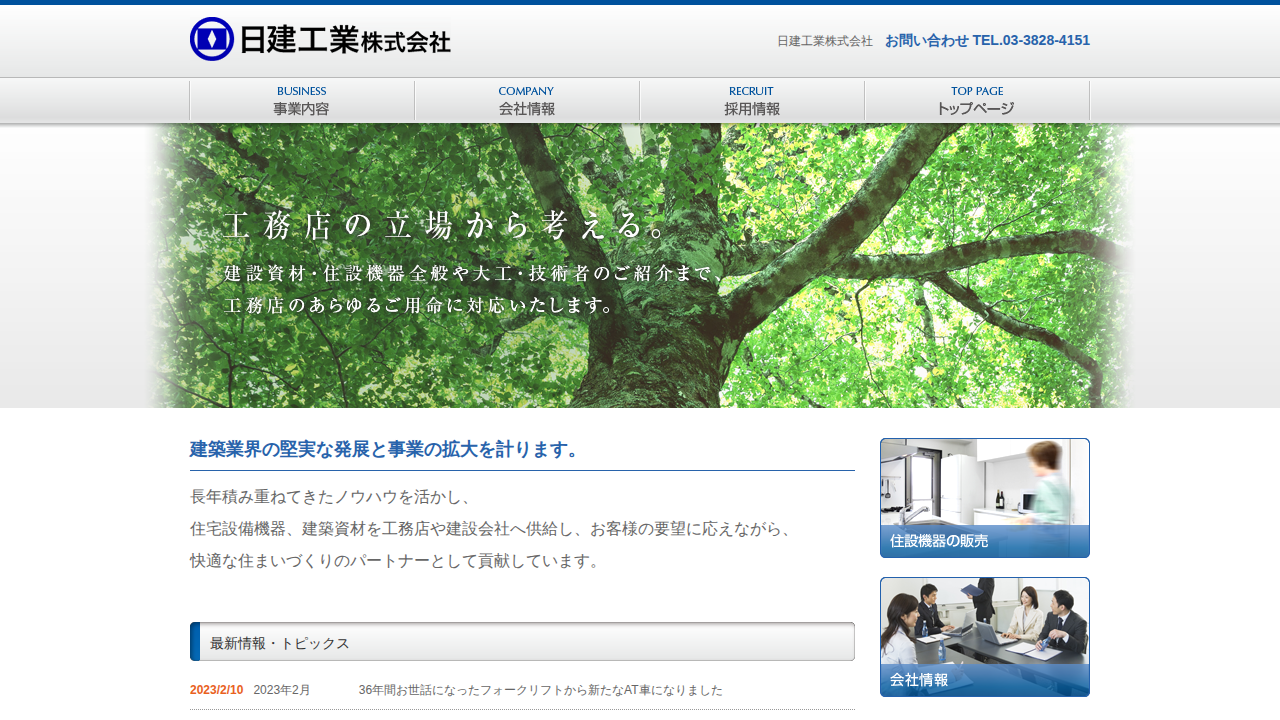 日建工業株式会社
日建工業株式会社 お問い合わせ TEL.03-3828-4151
BUSINESS
事業内容
COMPANY
会社情報
RECRUIT
採用情報
TOP PAGE
トップページ
工務店の立場から考える。
建設資材・住設機器全般や大工・技術者のご紹介まで、
工務店のあらゆるご用命に対応いたします。
建築業界の堅実な発展と事業の拡大を計ります。
長年積み重ねてきたノウハウを活かし、
住宅設備機器、建築資材を工務店や建設会社へ供給し、お客様の要望に応えながら、
快適な住まいづくりのパートナーとして貢献しています。
住設機器の販売
会社情報
最新情報・トピックス
2023/2/10 2023年2月 36年間お世話になったフォークリフトから新たなAT車になりました